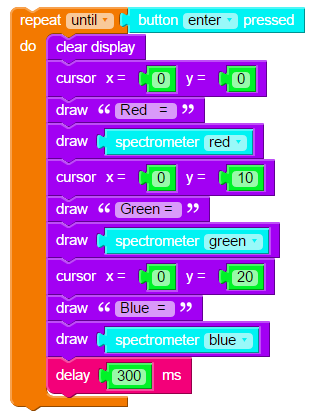 repeat until button enter pressed
do clear display
cursor x = 0 y = 0
draw “ Red = ”
draw spectrometer red
cursor x = 0 y = 10
draw “ Green = ”
draw spectrometer green
cursor x = 0 y = 20
draw “ Blue = ”
draw spectrometer blue
delay 300 ms